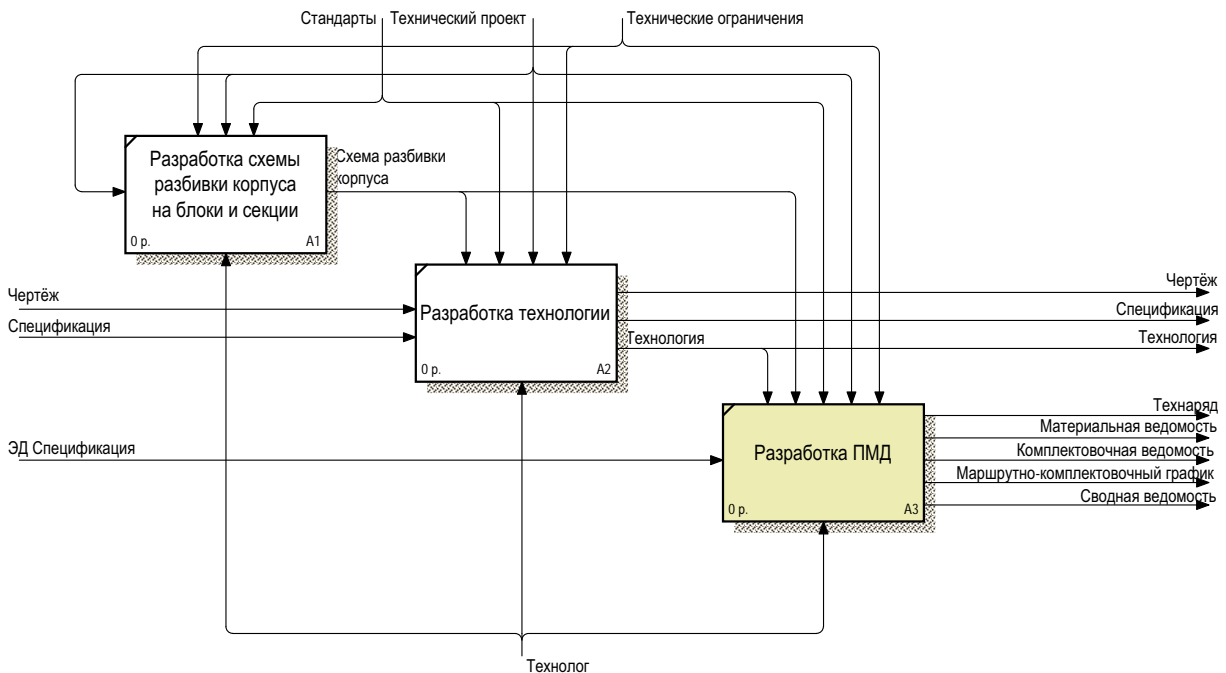 Стандарты
Технический проект
Технические ограничения
Разработка схемы
разбивки корпуса
на блоки и секции
0 р.
A1
Схема разбивки
корпуса
Чертёж
Спецификация
Разработка технологии
0 р.
A2
Чертёж
Спецификация
Технология
Технология
ЭД Спецификация
Разработка ПМД
0 р.
A3
Технаряд
Материальная ведомость
Комплектовочная ведомость
Маршрутно-комплектовочный график
Сводная ведомость
Технолог